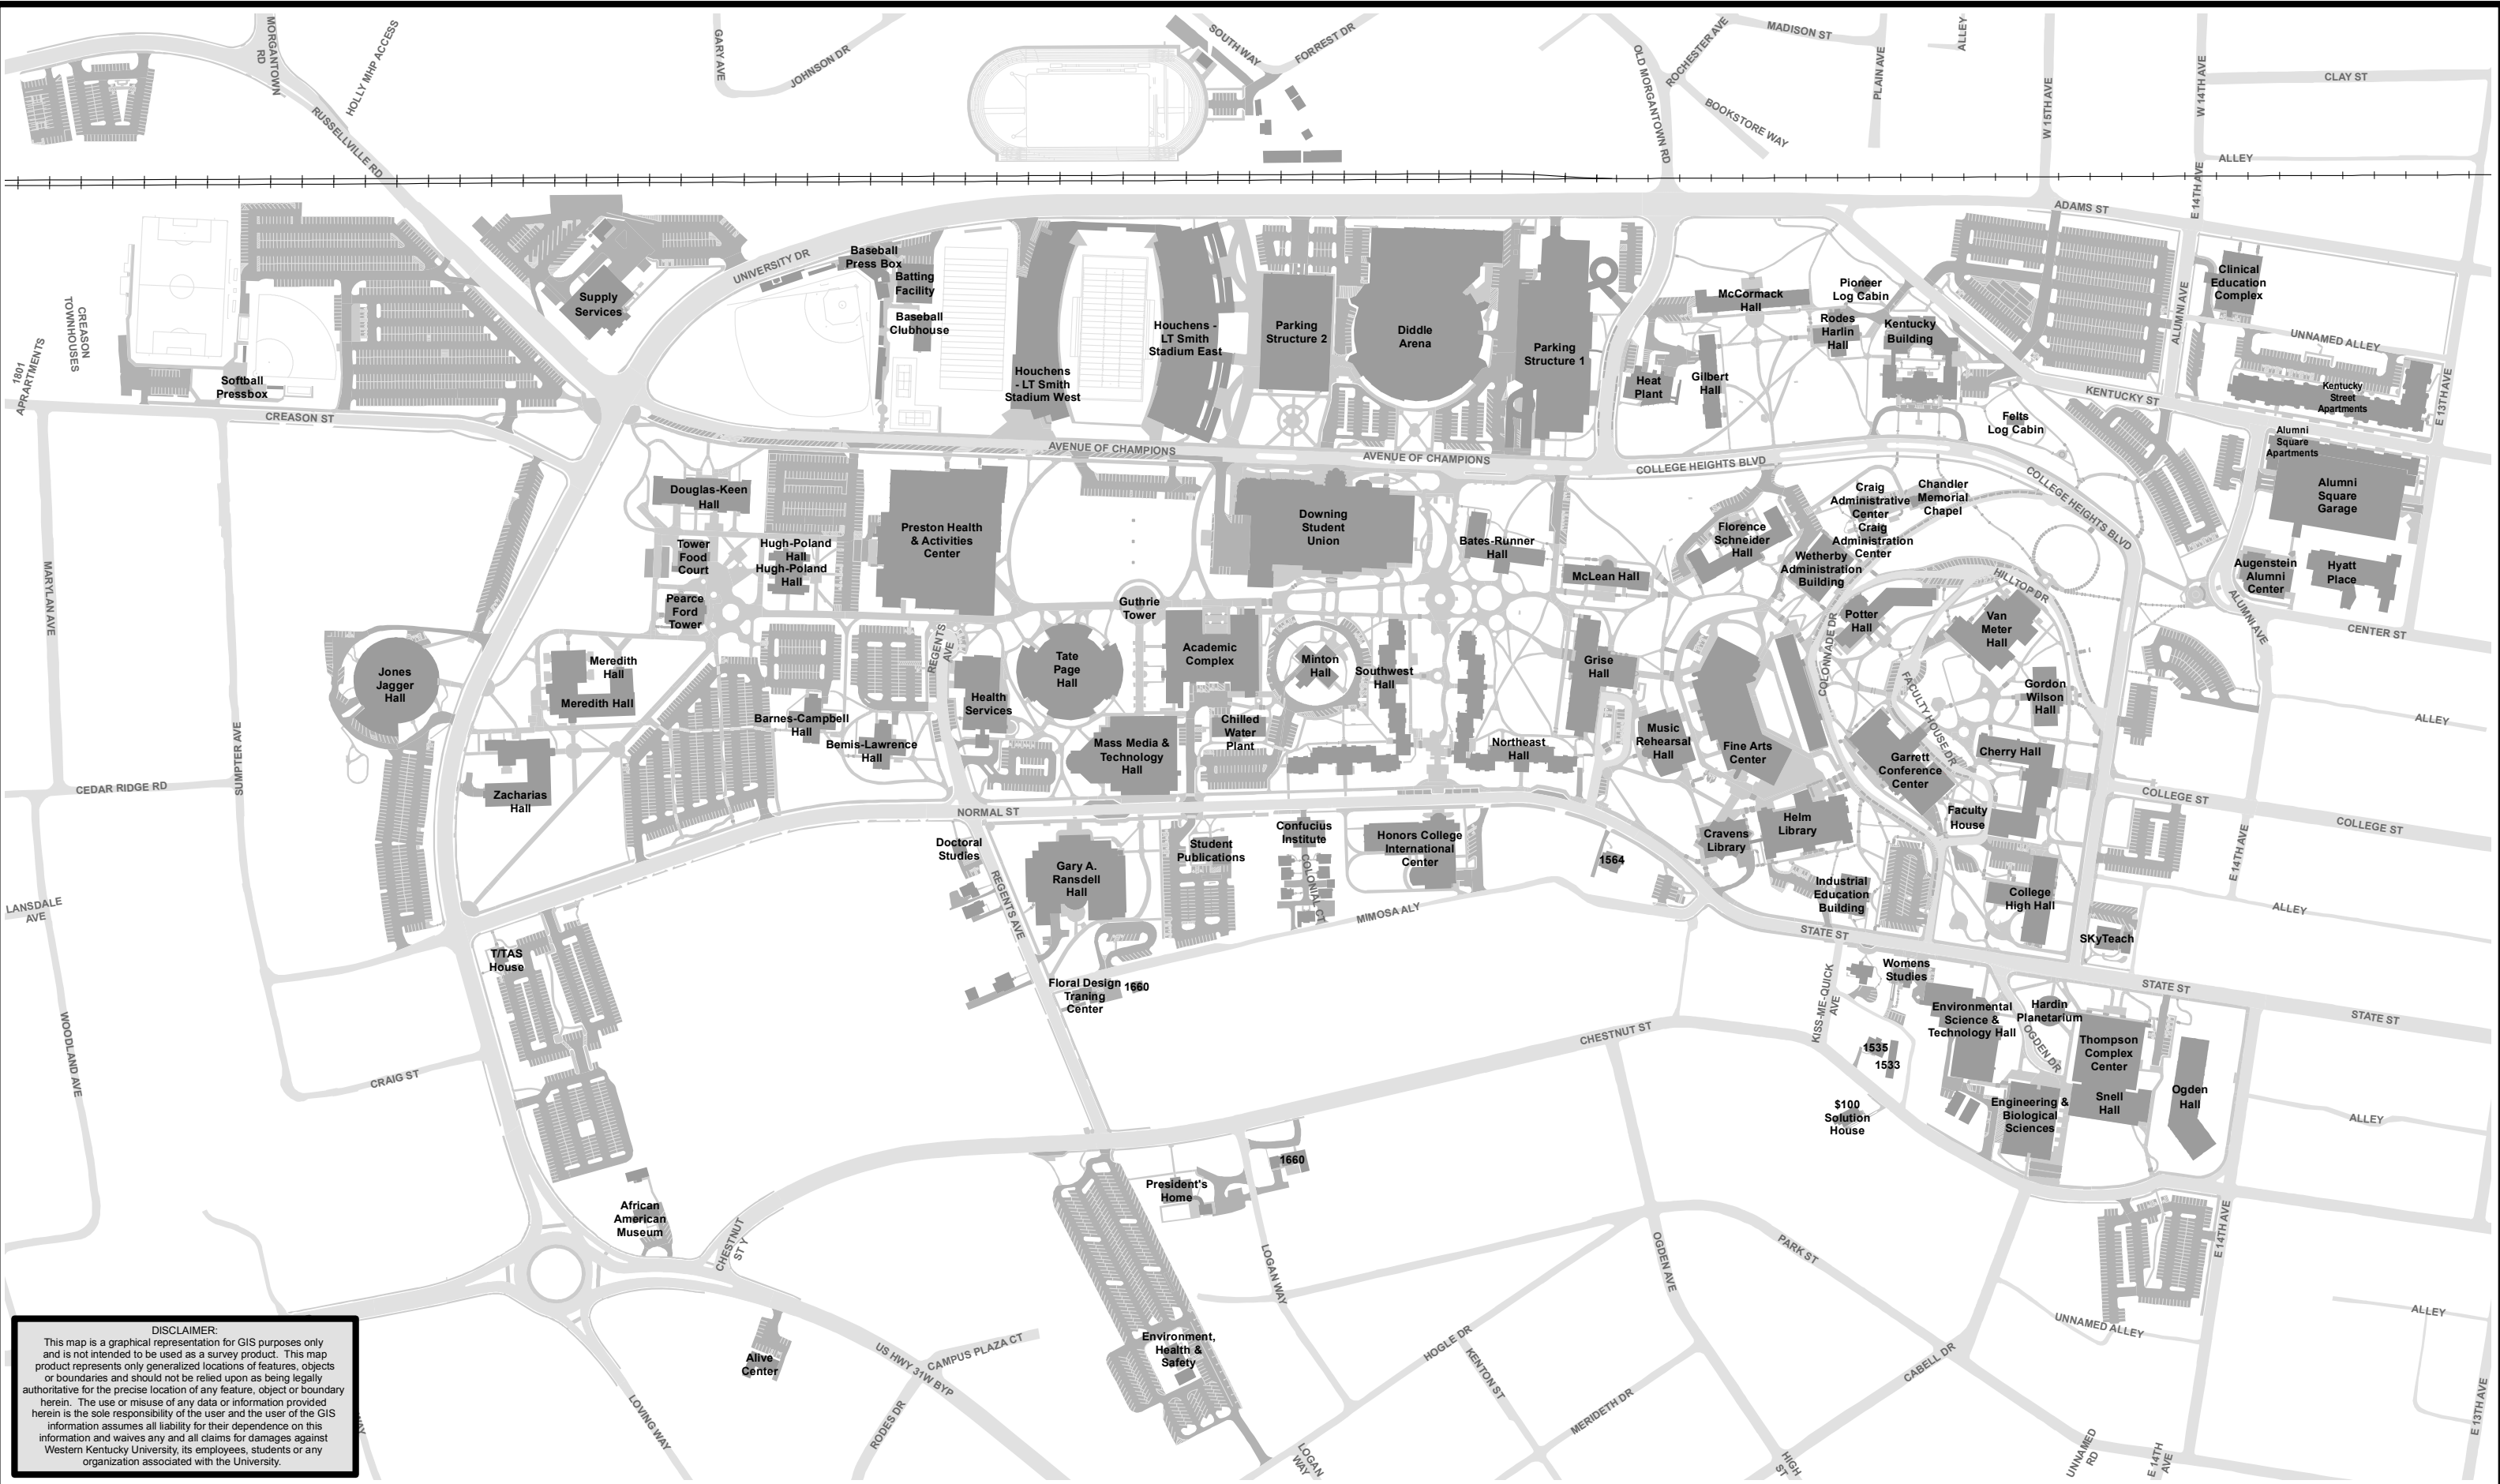 MORGANTOWN
RD
HOLLY MHP ACCESS
GARY AVE
JOHNSON DR
SOUTH WAY
FORREST DR
OLD MORGANTOWN RD
ROCHESTER AVE
MADISON ST
PLAIN AVE
ALLEY
BOOKSTORE WAY
W 15TH AVE
W 14TH AVE
CLAY ST
ALLEY
RUSSELLVILLE RD
E 14TH AVE
ADAMS ST
UNIVERSITY DR
Baseball
Press Box
Batting
Facility
Baseball
Clubhouse
Supply
Services
CREASON
TOWNHOUSES
1801
APRARTMENTS
Softball
Pressbox
CREASON ST
Houchens
- LT Smith
Stadium West
Houchens -
LT Smith
Stadium East
Parking
Structure 2
Diddle
Arena
Parking
Structure 1
Heat
Plant
Gilbert
Hall
McCormack
Hall
Pioneer
Log Cabin
Rodes
Harlin
Hall
Kentucky
Building
Felts
Log Cabin
ALUMNI AVE
Clinical
Education
Complex
UNNAMED ALLEY
Kentucky
Street
Apartments
KENTUCKY ST
E 13TH AVE
Alumni
Square
Apartments
Alumni
Square
Garage
AVENUE OF CHAMPIONS
AVENUE OF CHAMPIONS
COLLEGE HEIGHTS BLVD
COLLEGE HEIGHTS BLVD
Douglas-Keen
Hall
Tower
Food
Court
Hugh-Poland
Hall
Hugh-Poland
Hall
Pearce
Ford
Tower
Preston Health
& Activities
Center
Downing
Student
Union
Bates-Runner
Hall
McLean Hall
Florence
Schneider
Hall
Craig
Administrative
Center
Craig
Administration
Center
Chandler
Memorial
Chapel
Wetherby
Administration
Building
HILLTOP DR
Augenstein
Alumni
Center
Hyatt
Place
ALUMNI AVE
CENTER ST
MARYLAN AVE
Guthrie
Tower
REGENTS
AVE
Jones
Jagger
Hall
Meredith
Hall
Meredith Hall
Tate
Page
Hall
Academic
Complex
Minton
Hall
Southwest
Hall
Grise
Hall
COLONNADE DR
Potter
Hall
Van
Meter
Hall
Health
Services
Gordon
Wilson
Hall
FACULTY HOUSE DR
Barnes-Campbell
Hall
Bemis-Lawrence
Hall
Mass Media &
Technology
Hall
Chilled
Water
Plant
Northeast
Hall
Music
Rehearsal
Hall
Fine Arts
Center
Garrett
Conference
Center
Cherry Hall
ALLEY
CEDAR RIDGE RD
SUMPTER AVE
Zacharias
Hall
NORMAL ST
Faculty
House
COLLEGE ST
COLLEGE ST
Doctoral
Studies
Gary A.
Ransdell
Hall
Student
Publications
Confucius
Institute
COLONIAL CT
Honors College
International
Center
1564
Cravens
Library
Helm
Library
Industrial
Education
Building
College
High Hall
E 14TH AVE
ALLEY
LANSDALE
AVE
REGENTS AVE
MIMOSA ALY
STATE ST
SKyTeach
T/TAS
House
Floral Design
Traning
Center
1660
Womens
Studies
KISS-ME-QUICK
AVE
Environmental
Science &
Technology Hall
Hardin
Planetarium
OGDEN DR
STATE ST
STATE ST
WOODLAND AVE
CRAIG ST
CHESTNUT ST
1535
1533
Thompson
Complex
Center
Ogden
Hall
Snell
Hall
Engineering &
Biological
Sciences
$100
Solution
House
ALLEY
President's
Home
1660
African
American
Museum
CHESTNUT
ST Y
LOGAN WAY
OGDEN AVE
PARK ST
E 14TH AVE
ALLEY
UNNAMED ALLEY
Environment,
Health &
Safety
Alive
Center
US HWY 31W BYP
CAMPUS PLAZA CT
HOGLE DR
KENTON ST
CABELL DR
MERIDETH DR
LOVING WAY
RODES DR
LOGAN
WAY
HIGH
ST
UNNAMED
RD
E 14TH
AVE
E 13TH AVE
WAY
DISCLAIMER:
This map is a graphical representation for GIS purposes only
and is not intended to be used as a survey product. This map
product represents only generalized locations of features, objects
or boundaries and should not be relied upon as being legally
authoritative for the precise location of any feature, object or boundary
herein. The use or misuse of any data or information provided
herein is the sole responsibility of the user and the user of the GIS
information assumes all liability for their dependence on this
information and waives any and all claims for damages against
Western Kentucky University, its employees, students or any
organization associated with the University.